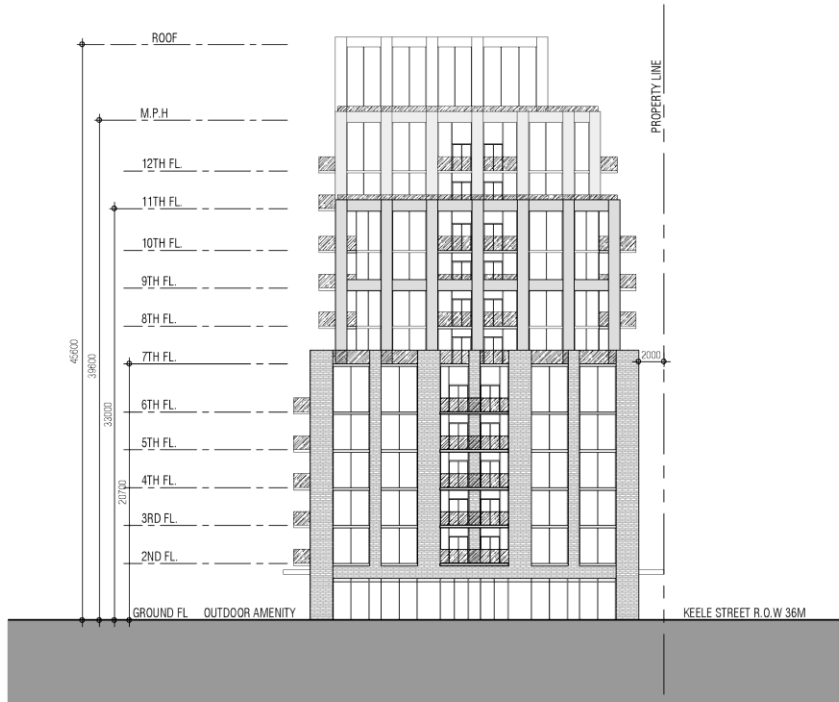 ROOF
PROPERTY LINE
M.P.H
12TH FL.
11TH FL.
10TH FL.
9TH FL.
8TH FL.
7TH FL.
2000
45600
39600
33000
20700
6TH FL.
5TH FL.
4TH FL.
3RD FL.
2ND FL.
GROUND FL OUTDOOR AMENITY
KEELE STREET R.O.W 36M